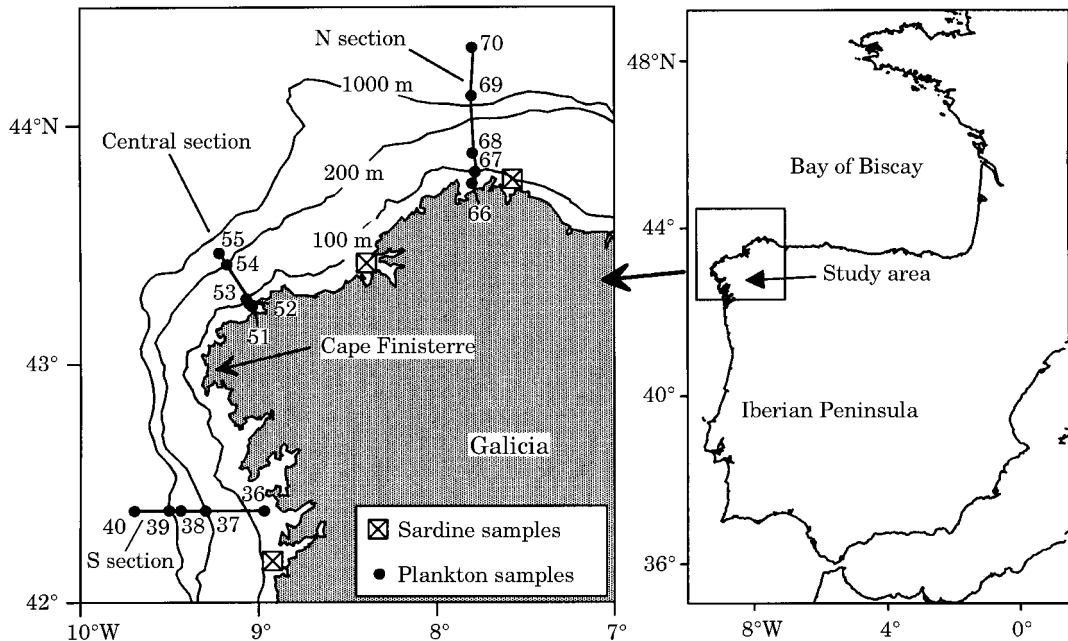 N section
70
1000 m
69
44°N
Central section
68
67
200 m
66
100 m
55
54
53
52
51
43°
Cape Finisterre
Galicia
36
40
39
38
37
S section
Sardine samples
Plankton samples
42°
10°W
9°
8°
7°
48°N
Bay of Biscay
44°
Study area
40°
Iberian Peninsula
36°
8°W
4°
0°